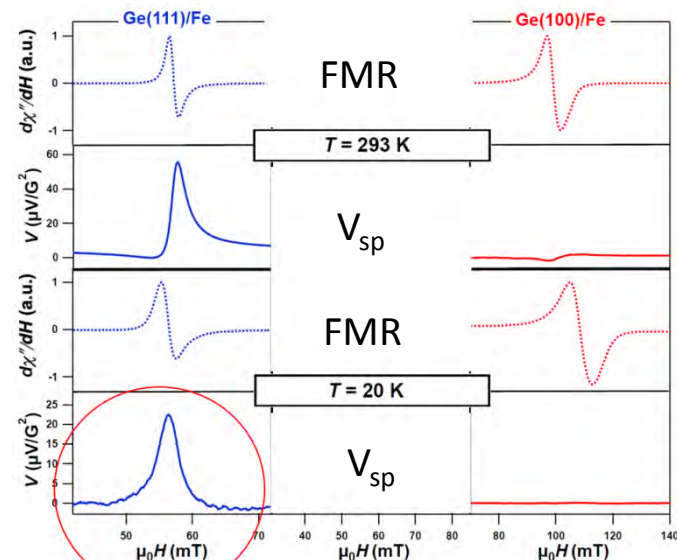 Ge(111)/Fe
Ge(100)/Fe
dχ″/dH (a.u.)
1
0
-1
FMR
T = 293 K
V (µV/G²)
60
40
20
0
Vsp
dχ″/dH (a.u.)
1
0
-1
FMR
T = 20 K
V (µV/G²)
25
20
15
10
5
0
Vsp
50 60 70
30 40 50 60 70 80
80 100 120 140
µ₀H (mT)
µ₀H (mT)
µ₀H (mT)